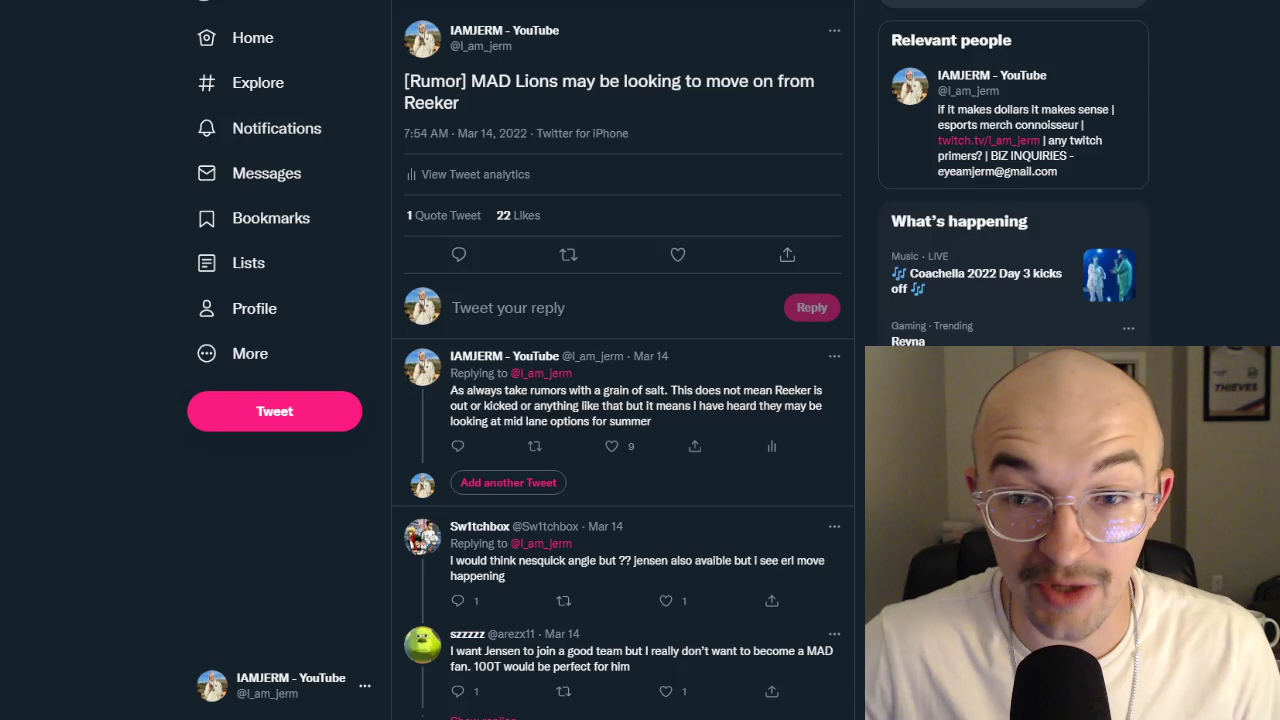 Home
Explore
Notifications
Messages
Bookmarks
Lists
Profile
More
Tweet
IAMJERM - YouTube
@I_am_jerm
IAMJERM - YouTube
@I_am_jerm
[Rumor] MAD Lions may be looking to move on from
Reeker
7:54 AM · Mar 14, 2022 · Twitter for iPhone
View Tweet analytics
1 Quote Tweet 22 Likes
Tweet your reply
Reply
IAMJERM - YouTube @I_am_jerm · Mar 14
Replying to @I_am_jerm
As always take rumors with a grain of salt. This does not mean Reeker is
out or kicked or anything like that but it means I have heard they may be
looking at mid lane options for summer
9
Add another Tweet
Sw1tchbox @Sw1tchbox · Mar 14
Replying to @I_am_jerm
I would think nesquick angle but ?? jensen also avaible but I see erl move
happening
1 1
szzzzz @arezx11 · Mar 14
I want Jensen to join a good team but I really don't want to become a MAD
fan. 100T would be perfect for him
1 1
Show replies
Relevant people
IAMJERM - YouTube
@I_am_jerm
if it makes dollars it makes sense |
esports merch connoisseur |
twitch.tv/I_am_jerm | any twitch
primers? | BIZ INQUIRIES -
eyeamjerm@gmail.com
What's happening
Music · LIVE
🎶 Coachella 2022 Day 3 kicks
off 🎶
Gaming · Trending
Reyna
THIEVES